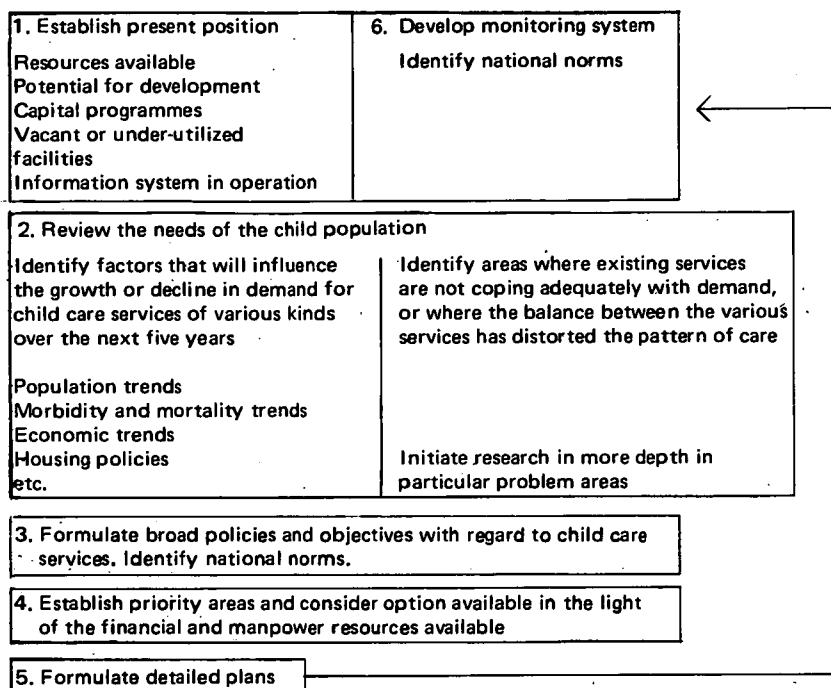 1. Establish present position
Resources available
Potential for development
Capital programmes
Vacant or under-utilized
facilities
Information system in operation
6. Develop monitoring system
Identify national norms
2. Review the needs of the child population
Identify factors that will influence
the growth or decline in demand for
child care services of various kinds
over the next five years
Population trends
Morbidity and mortality trends
Economic trends
Housing policies
etc.
Identify areas where existing services
are not coping adequately with demand,
or where the balance between the various
services has distorted the pattern of care
Initiate research in more depth in
particular problem areas
3. Formulate broad policies and objectives with regard to child care
services. Identify national norms.
4. Establish priority areas and consider option available in the light
of the financial and manpower resources available
5. Formulate detailed plans